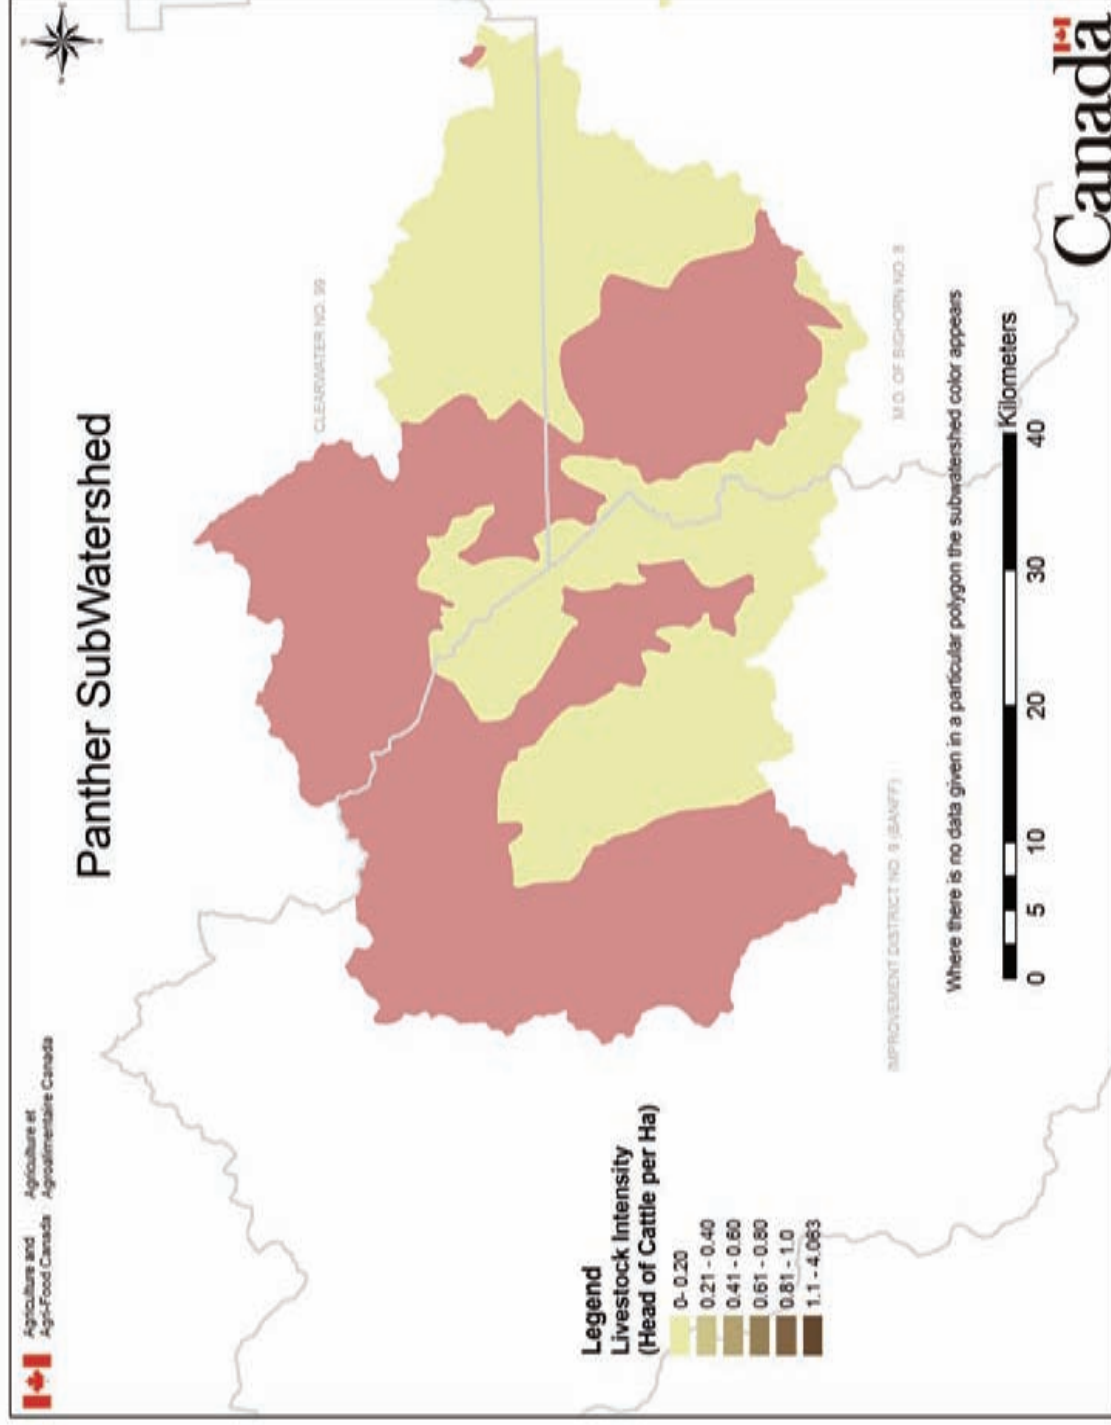 Agriculture and
Agri-Food Canada
Agriculture et
Agroalimentaire Canada
Panther SubWatershed
CLEARWATER NO. 99
M.D. OF BIGHORN NO. 8
IMPROVEMENT DISTRICT NO. 9 (BANFF)
Legend
Livestock Intensity
(Head of Cattle per Ha)
0- 0.20
0.21 - 0.40
0.41 - 0.60
0.61 - 0.80
0.81 - 1.0
1.1 - 4.063
Where there is no data given in a particular polygon the subwatershed color appears
0 5 10 20 30 40
Kilometers
Canada